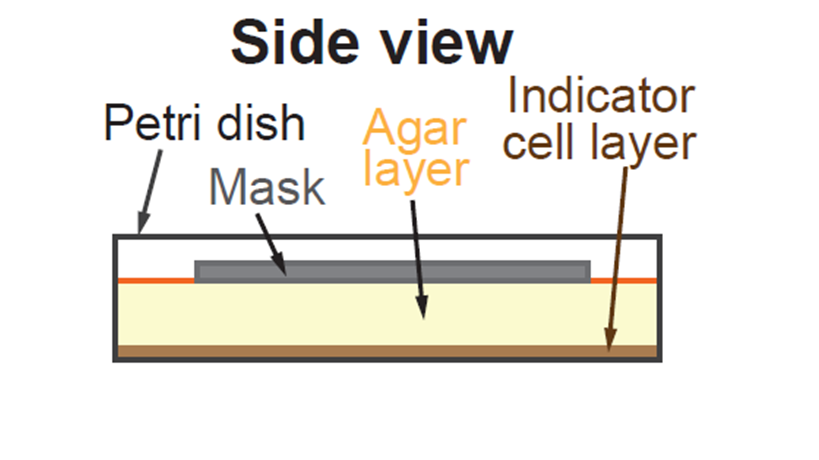 Side view
Petri dish
Mask
Agar
layer
Indicator
cell layer